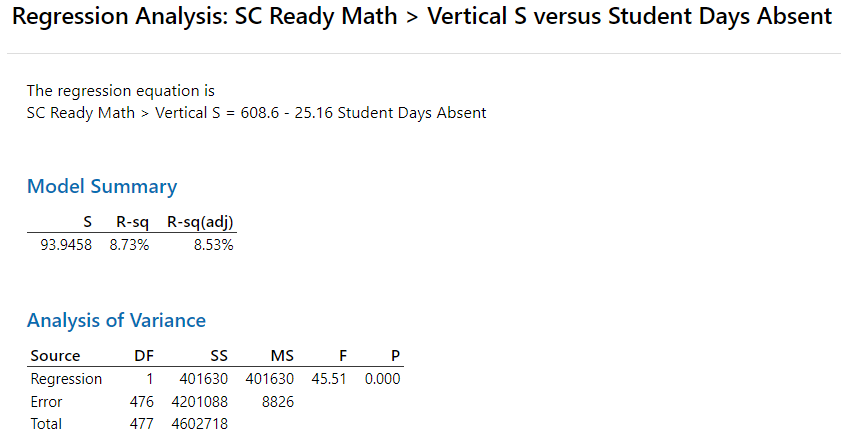 Regression Analysis: SC Ready Math > Vertical S versus Student Days Absent
The regression equation is
SC Ready Math > Vertical S = 608.6 - 25.16 Student Days Absent
Model Summary
S R-sq R-sq(adj)
93.9458 8.73% 8.53%
Analysis of Variance
Source DF SS MS F P
Regression 1 401630 401630 45.51 0.000
Error 476 4201088 8826
Total 477 4602718